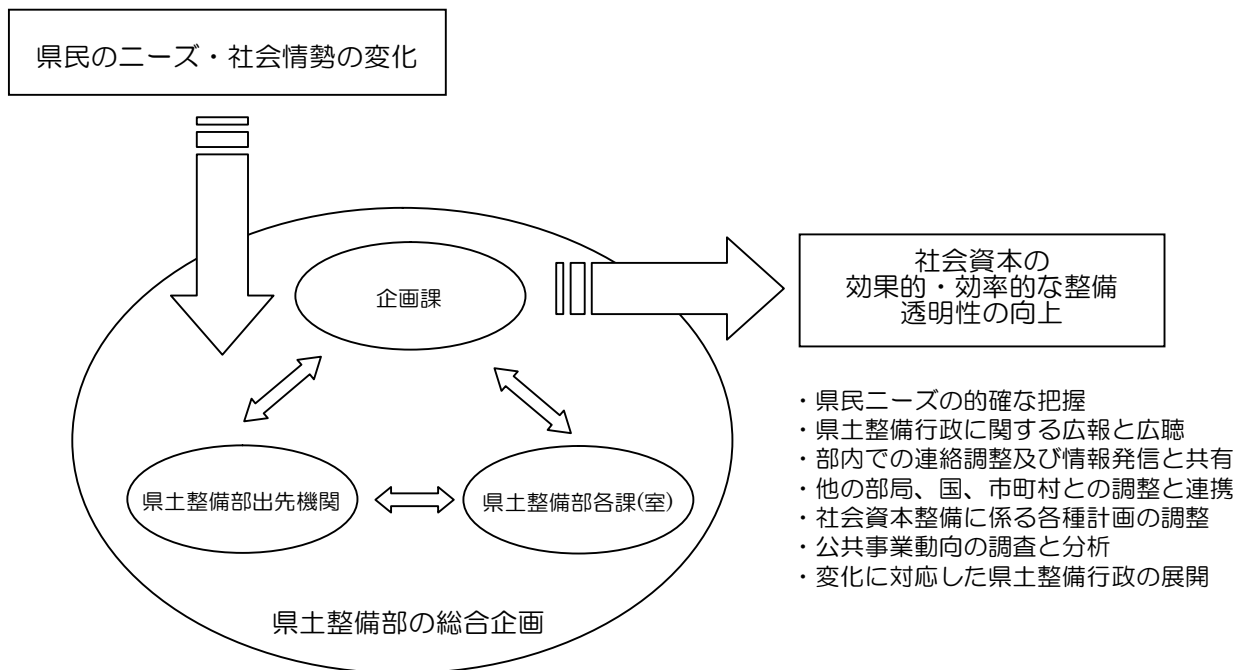 県民のニーズ・社会情勢の変化
企画課
県土整備部出先機関
県土整備部各課(室)
県土整備部の総合企画
社会資本の
効果的・効率的な整備
透明性の向上
・県民ニーズの的確な把握
・県土整備行政に関する広報と広聴
・部内での連絡調整及び情報発信と共有
・他の部局、国、市町村との調整と連携
・社会資本整備に係る各種計画の調整
・公共事業動向の調査と分析
・変化に対応した県土整備行政の展開